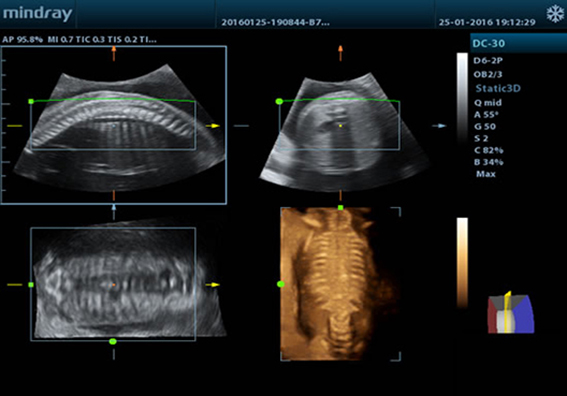 mindray
20160125-190844-B7...
25-01-2016 19:12:29
AP 95.8% MI 0.7 TIC 0.3 TIS 0.2 TI...
DC-30
D6-2P
OB2/3
Static3D
Q mid
A 55°
G 50
S 2
C 82%
B 34%
Max